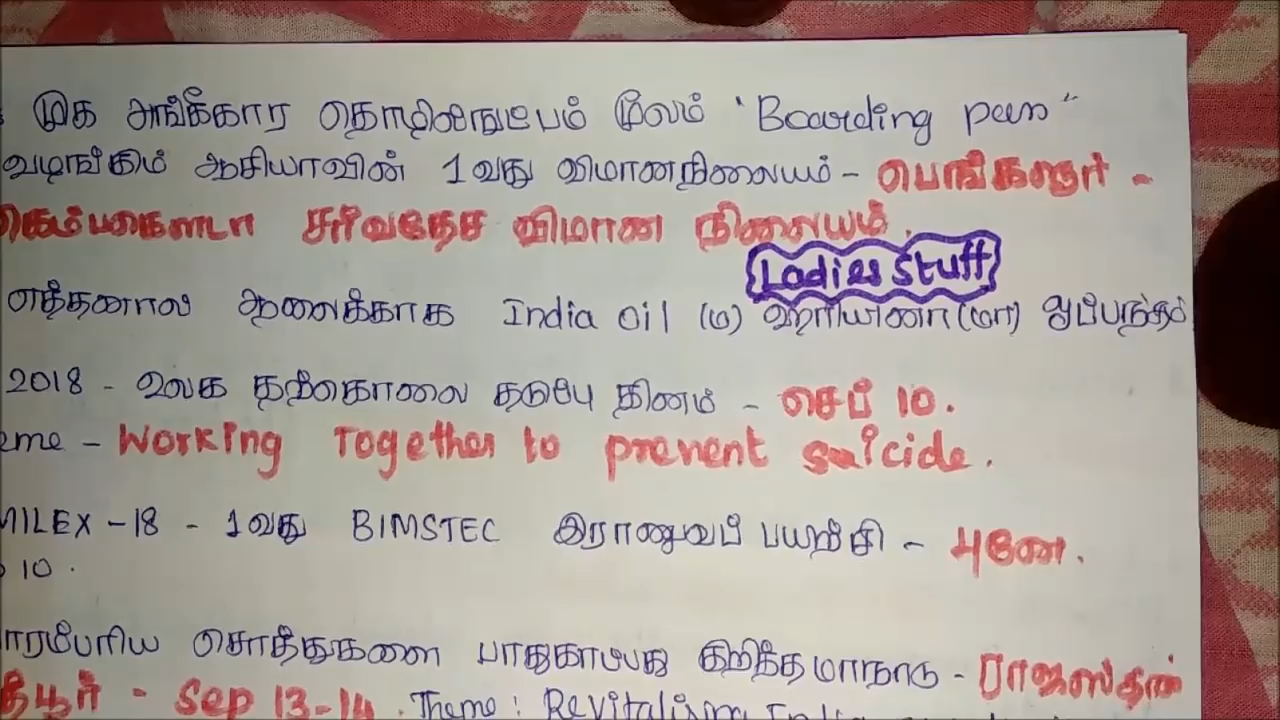 முக அங்கீகார தொழில்நுட்பம் மூலம் "Boarding pass"
வழங்கும் ஆசியாவின் 1வது விமானநிலையம் - பெங்களூர் -
கெம்பகௌடா சர்வதேச விமான நிலையம்.
Ladies Stuff
எத்தனால் ஆலைக்காக India Oil (ம) ஹரியானா (மா) ஒப்பந்தம்
2018 - உலக தற்கொலை தடுப்பு தினம் - செப் 10.
eme - Working Together to prevent suicide.
MILEX - 18 - 1வது BIMSTEC இராணுவப் பயிற்சி - புனே.
10.
பாரம்பரிய சொத்துகளை பாதுகாப்பது குறித்த மாநாடு - ராஜஸ்தான்
Sep 13-14. Theme : Revitalising India